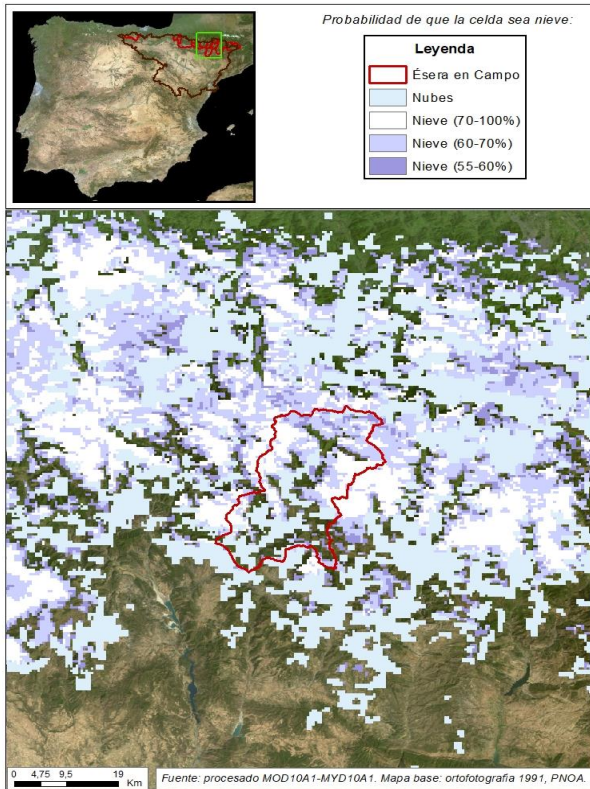 Probabilidad de que la celda sea nieve:
Leyenda
Ésera en Campo
Nubes
Nieve (70-100%)
Nieve (60-70%)
Nieve (55-60%)
0 4,75 9,5 19
Km
Fuente: procesado MOD10A1-MYD10A1. Mapa base: ortofotografia 1991, PNOA.